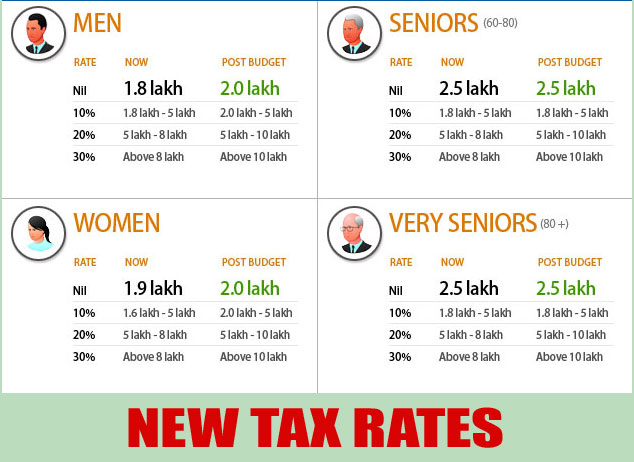 MEN
RATE NOW POST BUDGET
Nil 1.8 lakh 2.0 lakh
10% 1.8 lakh - 5 lakh 2.0 lakh - 5 lakh
20% 5 lakh - 8 lakh 5 lakh - 10 lakh
30% Above 8 lakh Above 10 lakh
SENIORS (60-80)
RATE NOW POST BUDGET
Nil 2.5 lakh 2.5 lakh
10% 1.8 lakh - 5 lakh 1.8 lakh - 5 lakh
20% 5 lakh - 8 lakh 5 lakh - 10 lakh
30% Above 8 lakh Above 10 lakh
WOMEN
RATE NOW POST BUDGET
Nil 1.9 lakh 2.0 lakh
10% 1.6 lakh - 5 lakh 2.0 lakh - 5 lakh
20% 5 lakh - 8 lakh 5 lakh - 10 lakh
30% Above 8 lakh Above 10 lakh
VERY SENIORS (80 +)
RATE NOW POST BUDGET
Nil 2.5 lakh 2.5 lakh
10% 1.8 lakh - 5 lakh 1.8 lakh - 5 lakh
20% 5 lakh - 8 lakh 5 lakh - 10 lakh
30% Above 8 lakh Above 10 lakh
NEW TAX RATES